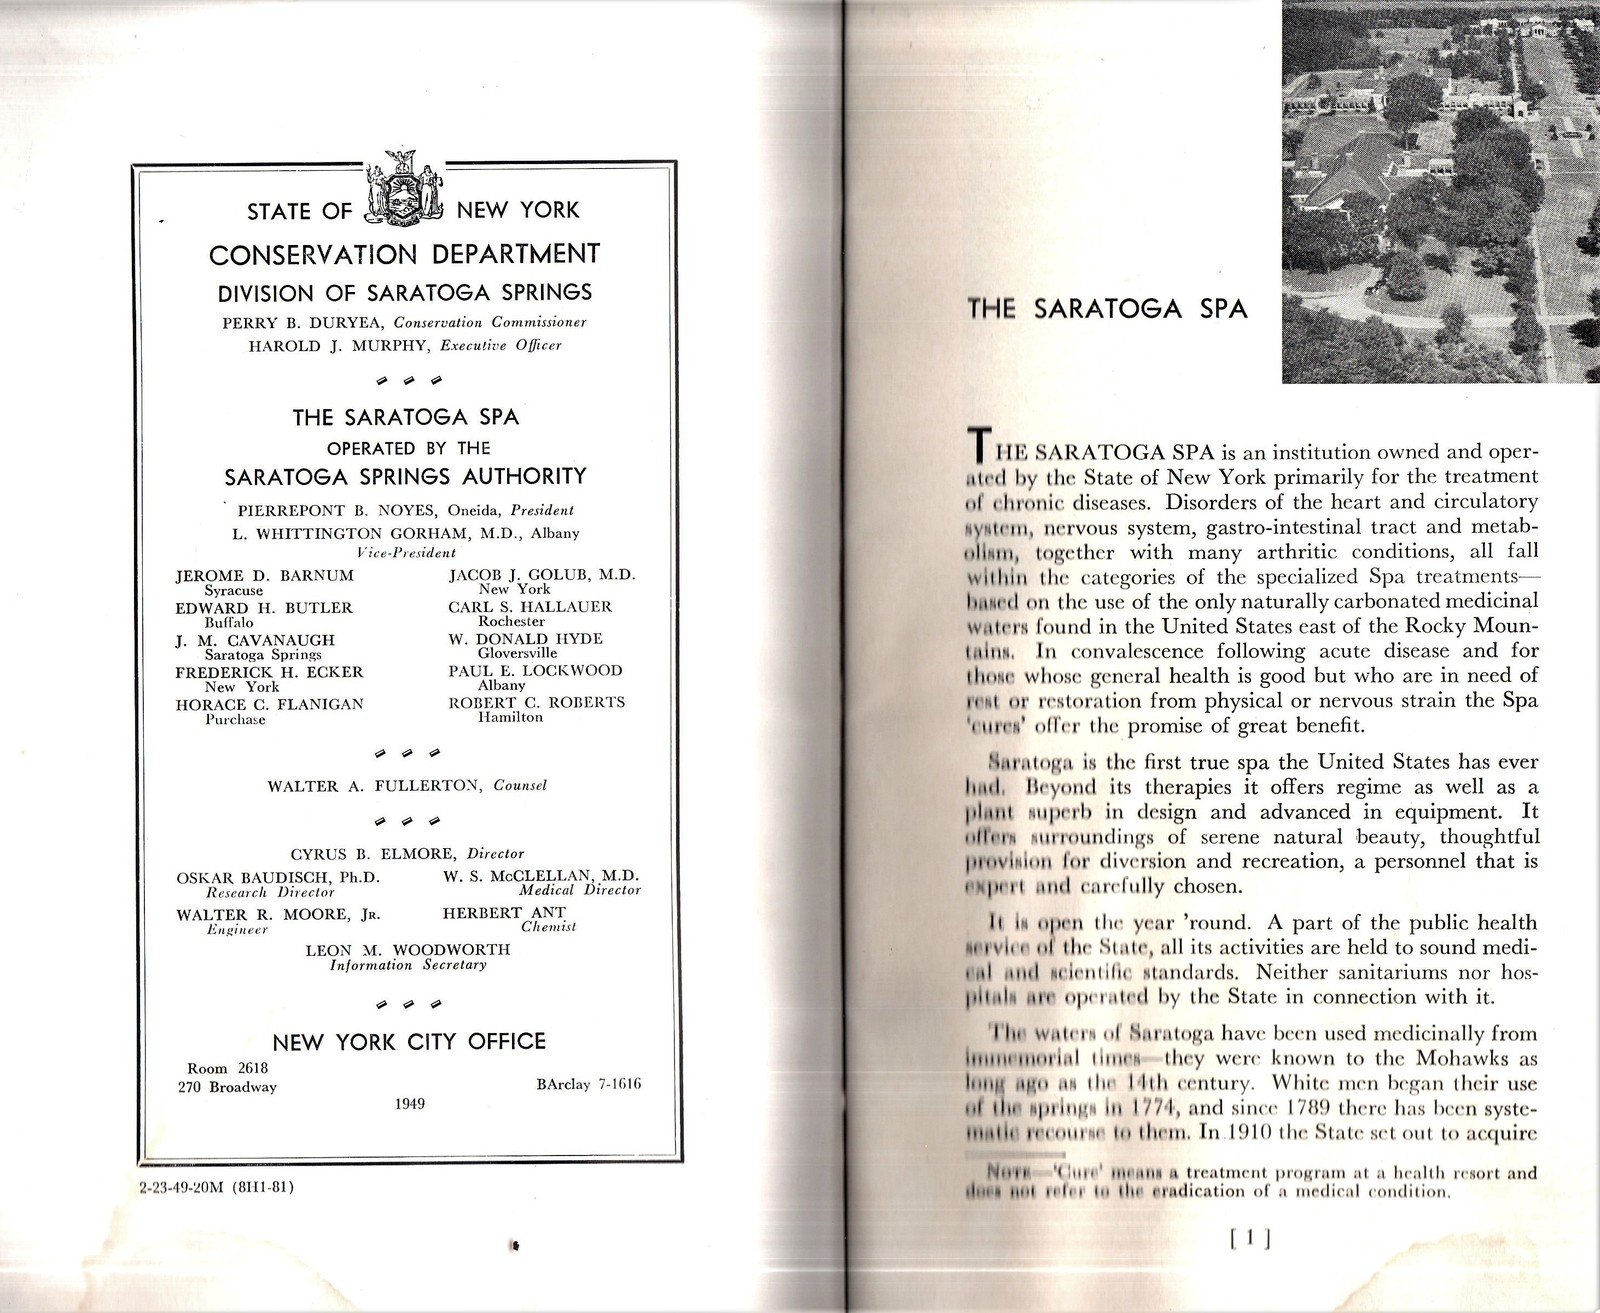 STATE OF NEW YORK
CONSERVATION DEPARTMENT
DIVISION OF SARATOGA SPRINGS
PERRY B. DURYEA, Conservation Commissioner
HAROLD J. MURPHY, Executive Officer
THE SARATOGA SPA
OPERATED BY THE
SARATOGA SPRINGS AUTHORITY
PIERREPONT B. NOYES, Oneida, President
L. WHITTINGTON GORHAM, M.D., Albany
Vice-President
JEROME D. BARNUM
Syracuse
EDWARD H. BUTLER
Buffalo
J. M. CAVANAUGH
Saratoga Springs
FREDERICK H. ECKER
New York
HORACE C. FLANIGAN
Purchase
JACOB J. GOLUB, M.D.
New York
CARL S. HALLAUER
Rochester
W. DONALD HYDE
Gloversville
PAUL E. LOCKWOOD
Albany
ROBERT C. ROBERTS
Hamilton
WALTER A. FULLERTON, Counsel
CYRUS B. ELMORE, Director
OSKAR BAUDISCH, Ph.D.
Research Director
W. S. McCLELLAN, M.D.
Medical Director
WALTER R. MOORE, JR.
Engineer
HERBERT ANT
Chemist
LEON M. WOODWORTH
Information Secretary
NEW YORK CITY OFFICE
Room 2618
270 Broadway
BArclay 7-1616
1949
2-23-49-20M (8H1-81)
THE SARATOGA SPA
THE SARATOGA SPA is an institution owned and oper-
ated by the State of New York primarily for the treatment
of chronic diseases. Disorders of the heart and circulatory
system, nervous system, gastro-intestinal tract and metab-
olism, together with many arthritic conditions, all fall
within the categories of the specialized Spa treatments—
based on the use of the only naturally carbonated medicinal
waters found in the United States east of the Rocky Moun-
tains. In convalescence following acute disease and for
those whose general health is good but who are in need of
rest or restoration from physical or nervous strain the Spa
'cures' offer the promise of great benefit.
Saratoga is the first true spa the United States has ever
had. Beyond its therapies it offers regime as well as a
plant superb in design and advanced in equipment. It
offers surroundings of serene natural beauty, thoughtful
provision for diversion and recreation, a personnel that is
expert and carefully chosen.
It is open the year 'round. A part of the public health
service of the State, all its activities are held to sound medi-
cal and scientific standards. Neither sanitariums nor hos-
pitals are operated by the State in connection with it.
The waters of Saratoga have been used medicinally from
immemorial times—they were known to the Mohawks as
long ago as the 14th century. White men began their use
of the springs in 1774, and since 1789 there has been syste-
matic recourse to them. In 1910 the State set out to acquire
NOTE—'Cure' means a treatment program at a health resort and
does not refer to the eradication of a medical condition.
[ 1 ]